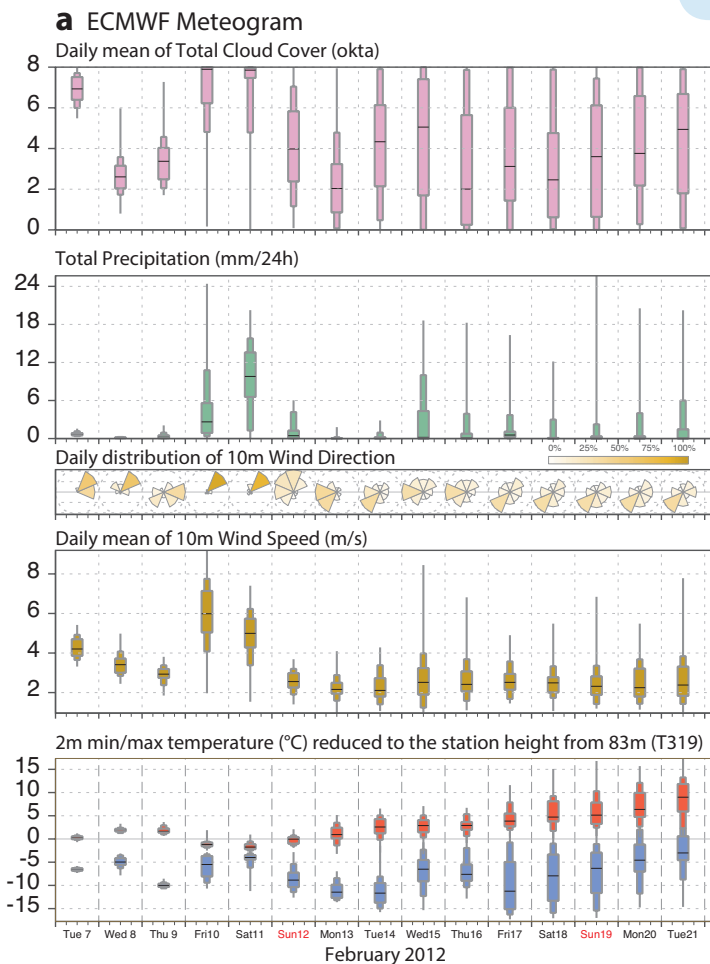 a ECMWF Meteogram
Daily mean of Total Cloud Cover (okta)
8
6
4
2
0
Total Precipitation (mm/24h)
24
18
12
6
0
0% 25% 50% 75% 100%
Daily distribution of 10m Wind Direction
Daily mean of 10m Wind Speed (m/s)
8
6
4
2
2m min/max temperature (°C) reduced to the station height from 83m (T319)
15
10
5
0
-5
-10
-15
Tue 7 Wed 8 Thu 9 Fri10 Sat11 Sun12 Mon13 Tue14 Wed15 Thu16 Fri17 Sat18 Sun19 Mon20 Tue21
February 2012